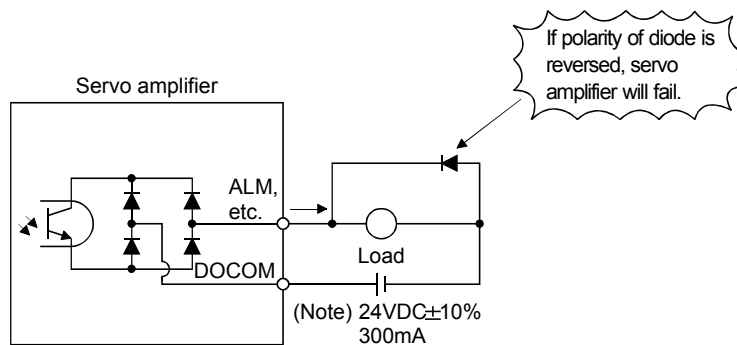 If polarity of diode is
reversed, servo
amplifier will fail.
Servo amplifier
ALM,
etc.
Load
DOCOM
(Note) 24VDC±10%
300mA